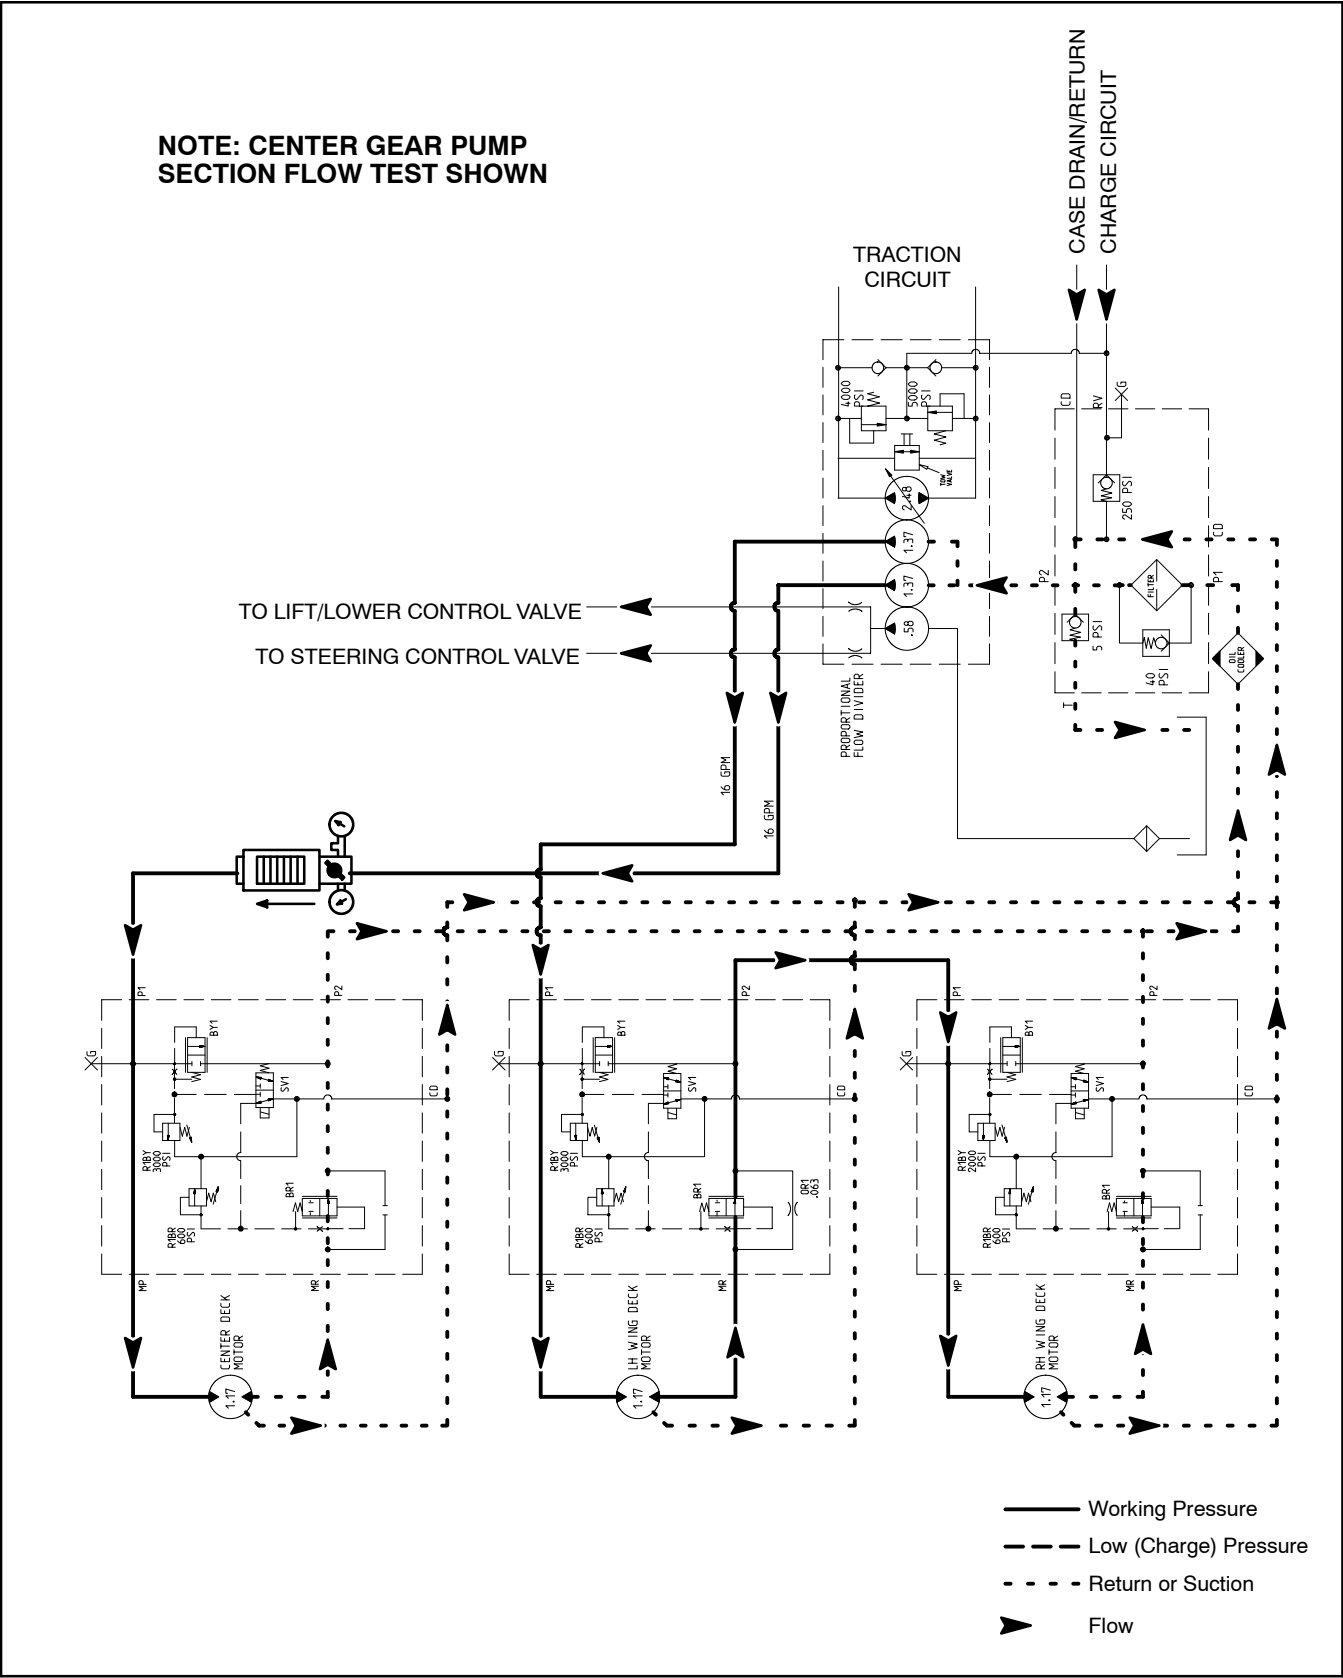 NOTE: CENTER GEAR PUMP
SECTION FLOW TEST SHOWN
CASE DRAIN/RETURN
CHARGE CIRCUIT
TRACTION
CIRCUIT
4000
PSI
5000
PSI
TOW
VALVE
2.48
1.37
1.37
.58
CD
RV
G
250 PSI
CD
P2
P1
FILTER
5 PSI
40
PSI
OIL
COOLER
T
TO LIFT/LOWER CONTROL VALVE
TO STEERING CONTROL VALVE
PROPORTIONAL
FLOW DIVIDER
16 GPM
16 GPM
P1
P2
G
BY1
SV1
CD
R1BY
3000
PSI
BR1
R1BR
600
PSI
MP
MR
CENTER DECK
MOTOR
1.17
P1
P2
G
BY1
SV1
CD
R1BY
3000
PSI
BR1
OR1
.063
R1BR
600
PSI
MP
MR
LH WING DECK
MOTOR
1.17
P1
P2
G
BY1
SV1
CD
R1BY
2000
PSI
BR1
R1BR
600
PSI
MP
MR
RH WING DECK
MOTOR
1.17
Working Pressure
Low (Charge) Pressure
Return or Suction
Flow